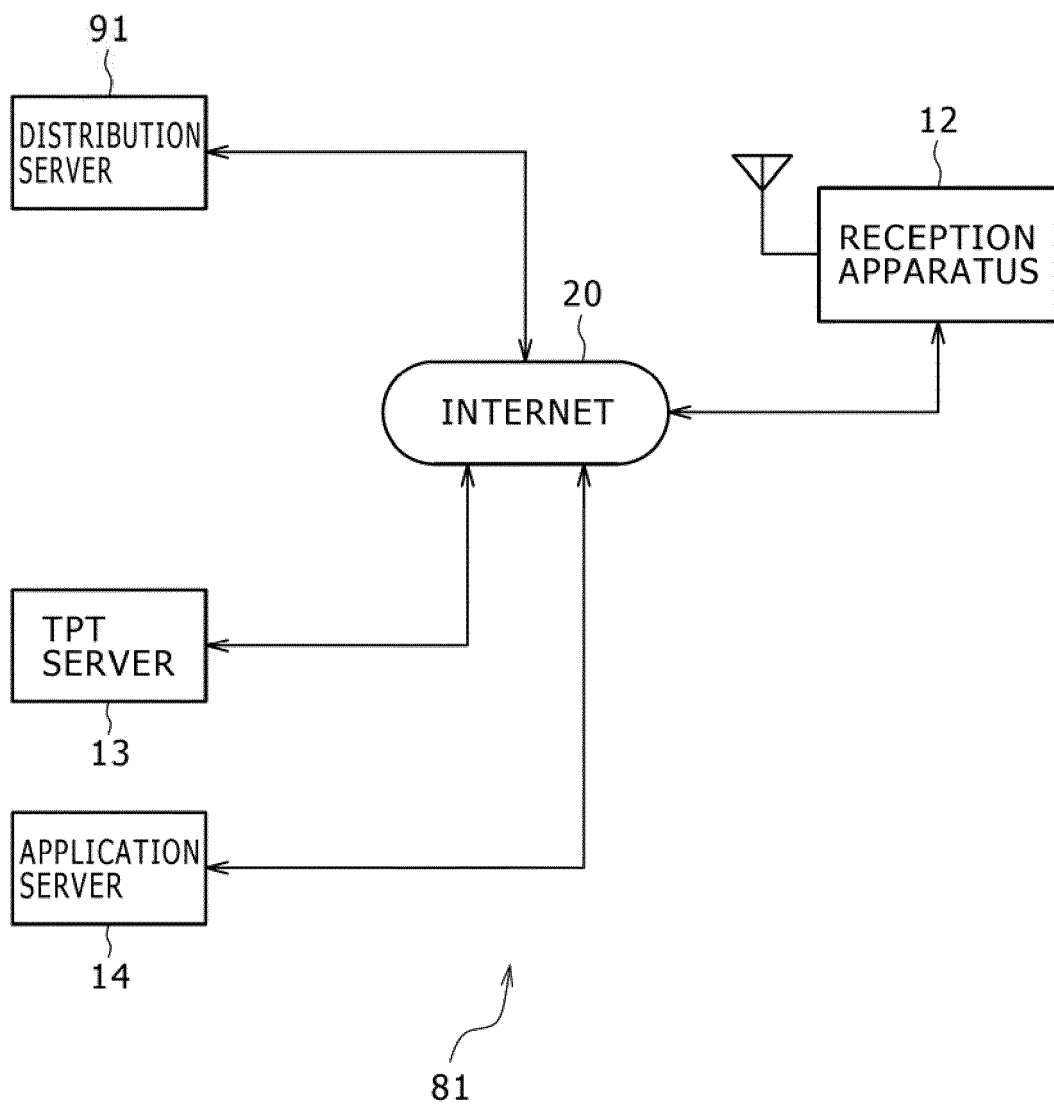 91
DISTRIBUTION
SERVER
12
RECEPTION
APPARATUS
20
INTERNET
TPT
SERVER
13
APPLICATION
SERVER
14
81